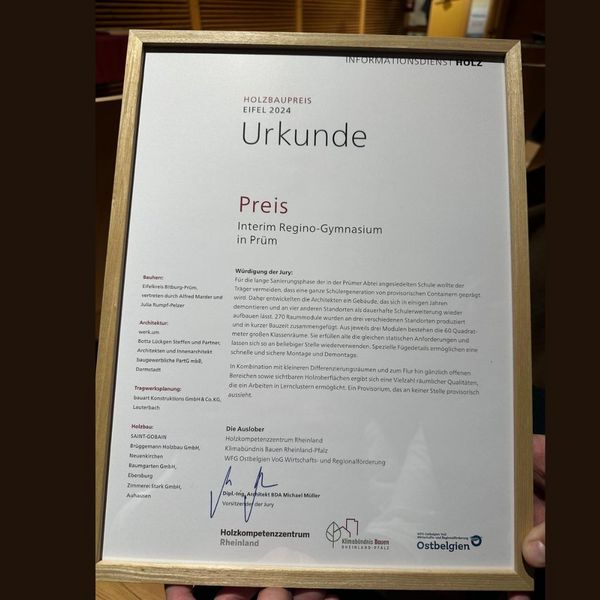 INFORMATIONSDIENST HOLZ
HOLZBAUPREIS
EIFEL 2024
Urkunde
Preis
Interim Regino-Gymnasium
in Prüm
Würdigung der Jury:
Für die lange Sanierungsphase der in der Prümer Abtei angesiedelten Schule wollte der
Träger vermeiden, dass eine ganze Schülergeneration von provisorischen Containern geprägt
wird. Daher entwickelten die Architekten ein Gebäude, das sich in einigen Jahren
demontieren und an vier anderen Standorten als dauerhafte Schulerweiterung wieder
aufbauen lässt. 270 Raummodule wurden an drei verschiedenen Standorten produziert
und in kurzer Bauzeit zusammengefügt. Aus jeweils drei Modulen bestehen die 60 Quadrat-
meter großen Klassenräume. Sie erfüllen alle die gleichen statischen Anforderungen und
lassen sich so an beliebiger Stelle wiederverwenden. Spezielle Fügedetails ermöglichen eine
schnelle und sichere Montage und Demontage.
In Kombination mit kleineren Differenzierungsräumen und zum Flur hin gänzlich offenen
Bereichen sowie sichtbaren Holzoberflächen ergibt sich eine Vielzahl räumlicher Qualitäten,
die ein Arbeiten in Lernclustern ermöglicht. Ein Provisorium, das an keiner Stelle provisorisch
aussieht.
Bauherr:
Eifelkreis Bitburg-Prüm,
vertreten durch Alfred Marder und
Julia Rumpf-Pelzer
Architektur:
werk.um
Botta Lückgen Steffen und Partner,
Architekten und Innenarchitekt
baugewerbliche PartG mbB,
Darmstadt
Tragwerksplanung:
bauart Konstruktions GmbH & Co. KG,
Lauterbach
Holzbau:
SAINT-GOBAIN
Brüggemann Holzbau GmbH,
Neuenkirchen
Baumgarten GmbH,
Ebersburg
Zimmerei Stark GmbH,
Auhausen
Die Auslober
Holzkompetenzzentrum Rheinland
Klimabündnis Bauen Rheinland-Pfalz
WFG Ostbelgien VoG Wirtschafts- und Regionalförderung
Dipl.-Ing. Architekt BDA Michael Müller
Vorsitzender der Jury
Holzkompetenzzentrum
Rheinland
Klimabündnis Bauen
RHEINLAND-PFALZ
WFG Ostbelgien VoG
Wirtschafts- und Regionalförderung
Ostbelgien